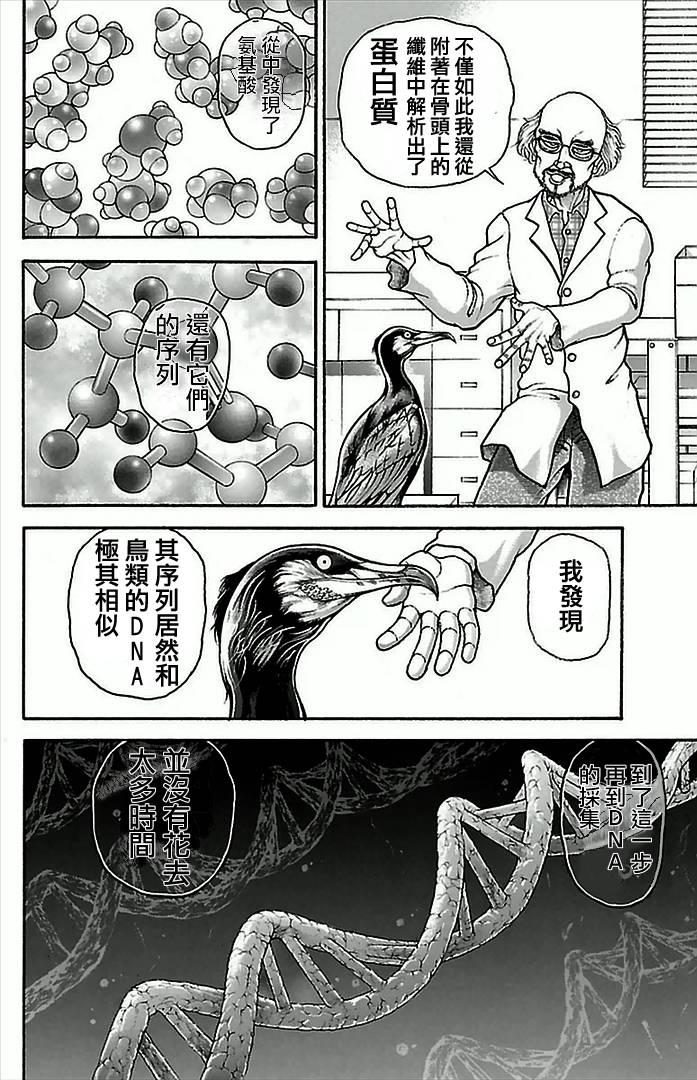 不僅如此我還從
附著在骨頭上的
纖維中解析出了
蛋白質
從中發現了
氨基酸
還有它們
的序列
我發現
其序列居然和
鳥類的DNA
極其相似
到了這一步
再到DNA
的採集
並沒有花去
太多時間